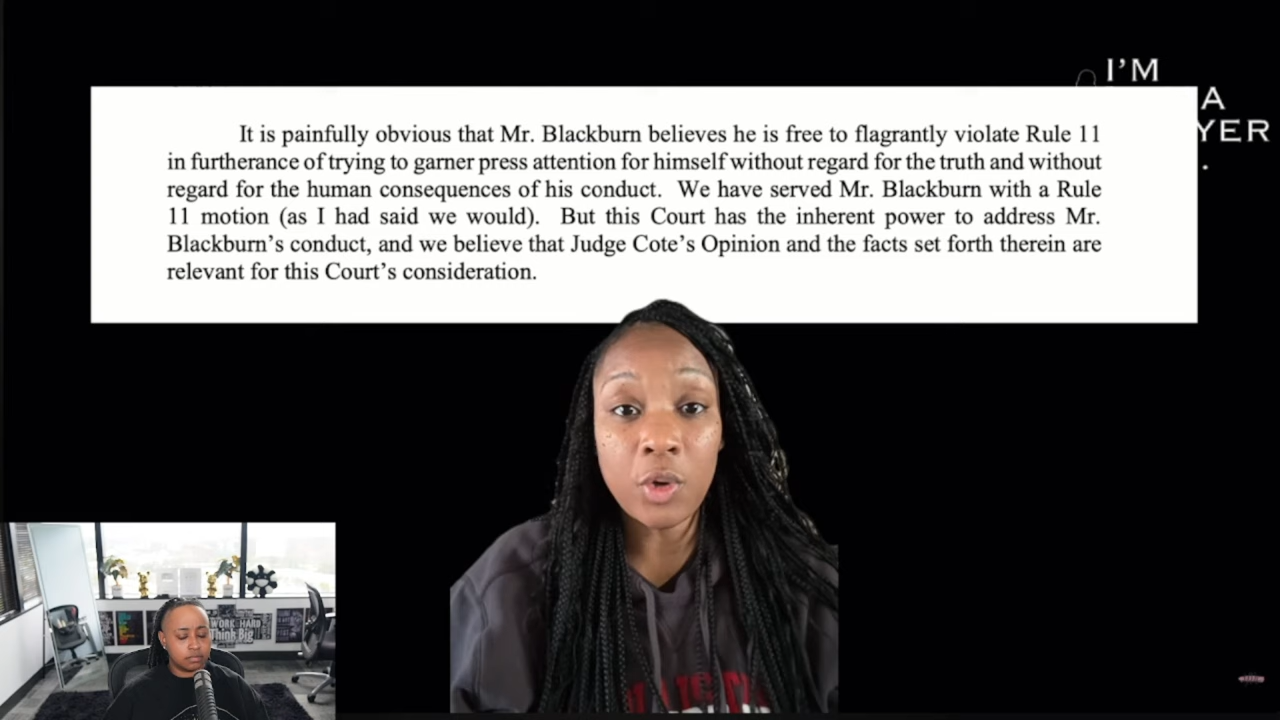 I'M
A
YER
.
It is painfully obvious that Mr. Blackburn believes he is free to flagrantly violate Rule 11
in furtherance of trying to garner press attention for himself without regard for the truth and without
regard for the human consequences of his conduct. We have served Mr. Blackburn with a Rule
11 motion (as I had said we would). But this Court has the inherent power to address Mr.
Blackburn's conduct, and we believe that Judge Cote's Opinion and the facts set forth therein are
relevant for this Court's consideration.
WORK HARD
Think Big